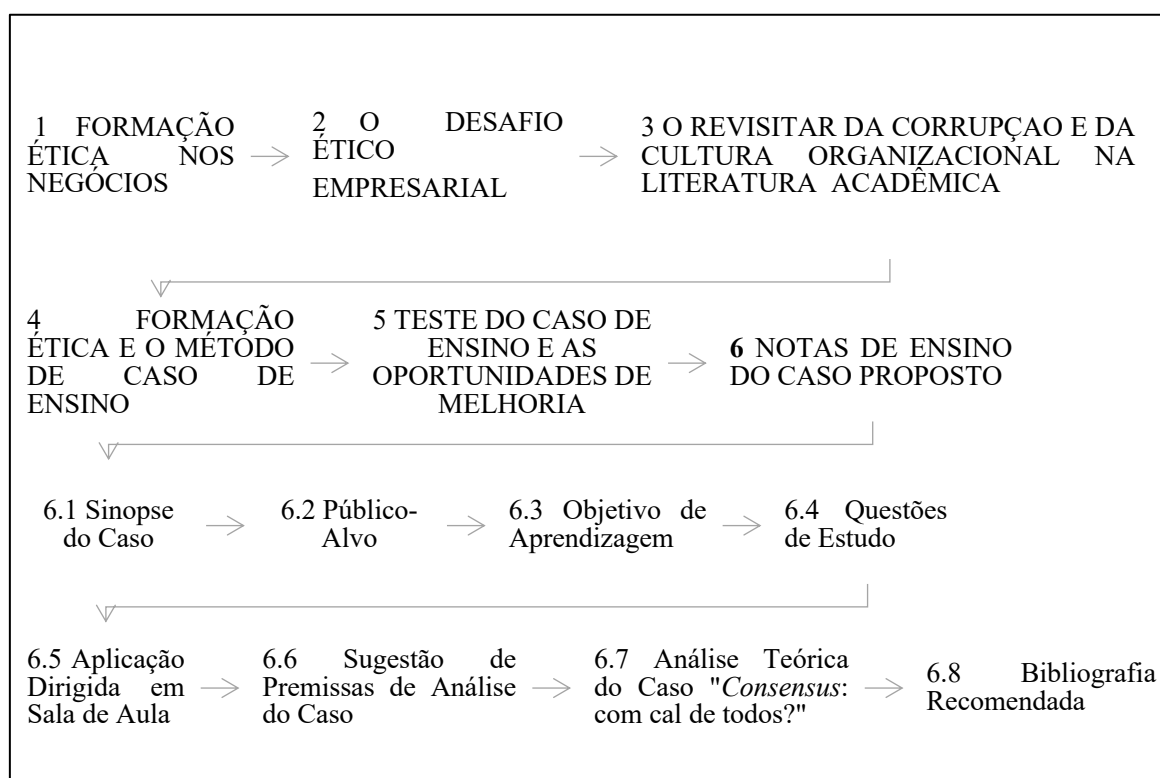 1 FORMAÇÃO
ÉTICA NOS
NEGÓCIOS
2 O DESAFIO
ÉTICO
EMPRESARIAL
3 O REVISITAR DA CORRUPÇAO E DA
CULTURA ORGANIZACIONAL NA
LITERATURA ACADÊMICA
4 FORMAÇÃO
ÉTICA E O MÉTODO
DE CASO DE
ENSINO
5 TESTE DO CASO DE
ENSINO E AS
OPORTUNIDADES DE
MELHORIA
6 NOTAS DE ENSINO
DO CASO PROPOSTO
6.1 Sinopse
do Caso
6.2 Público-
Alvo
6.3 Objetivo de
Aprendizagem
6.4 Questões
de Estudo
6.5 Aplicação
Dirigida em
Sala de Aula
6.6 Sugestão de
Premissas de Análise
do Caso
6.7 Análise Teórica
do Caso "Consensus:
com cal de todos?"
6.8 Bibliografia
Recomendada